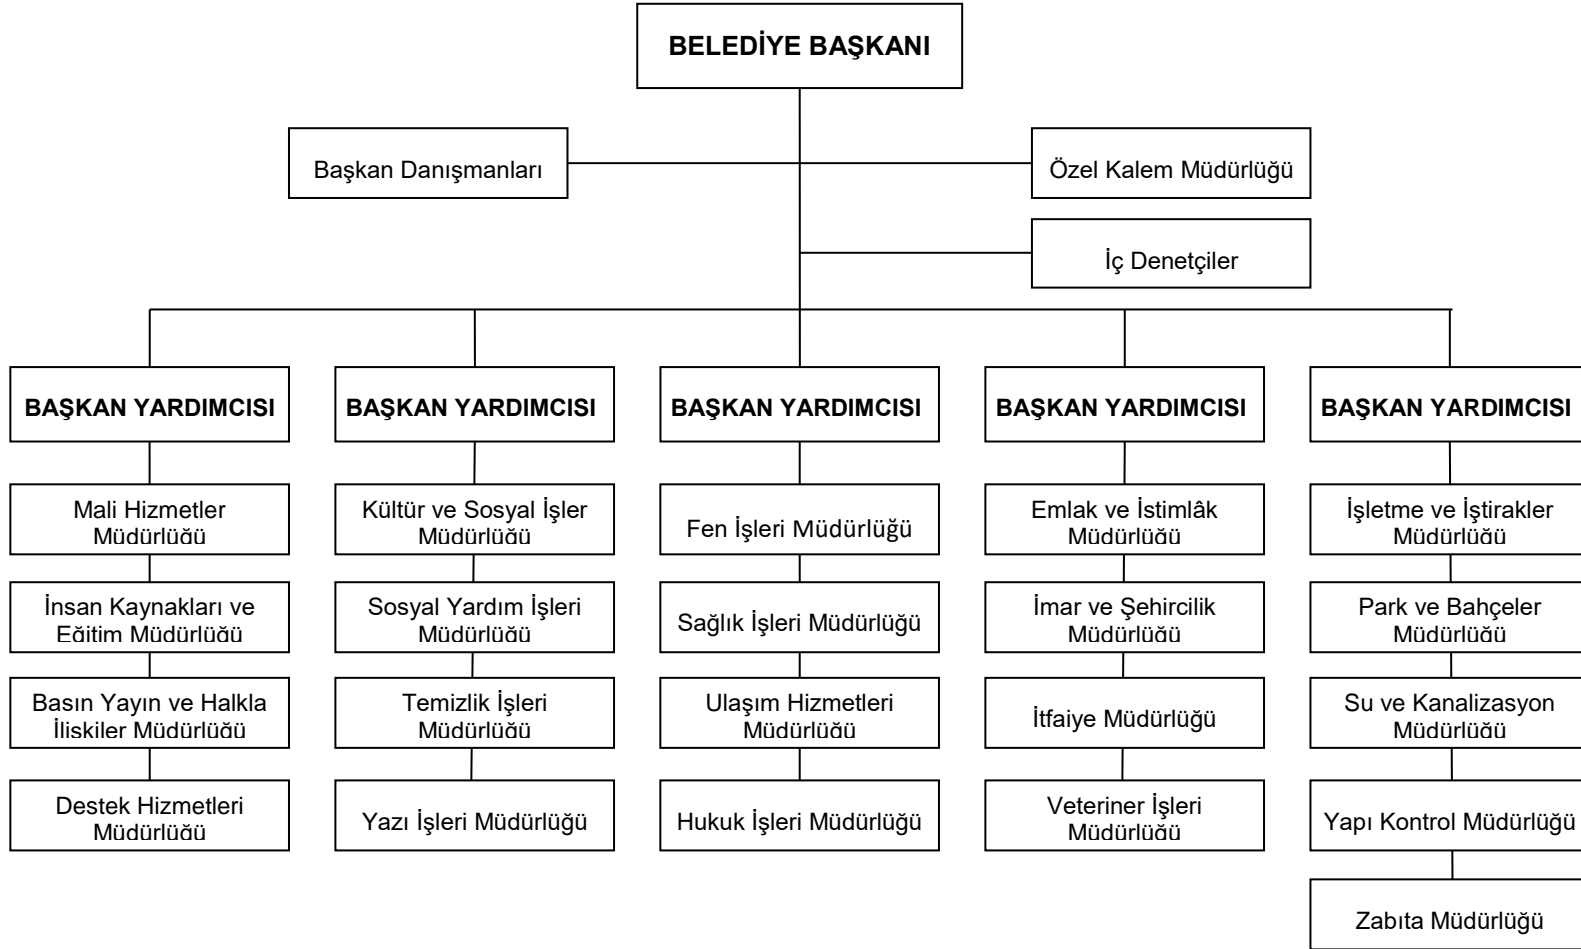 BELEDİYE BAŞKANI
Başkan Danışmanları
Özel Kalem Müdürlüğü
İç Denetçiler
BAŞKAN YARDIMCISI
BAŞKAN YARDIMCISI
BAŞKAN YARDIMCISI
BAŞKAN YARDIMCISI
BAŞKAN YARDIMCISI
Mali Hizmetler
Müdürlüğü
Kültür ve Sosyal İşler
Müdürlüğü
Fen İşleri Müdürlüğü
Emlak ve İstimlâk
Müdürlüğü
İşletme ve İştirakler
Müdürlüğü
İnsan Kaynakları ve
Eğitim Müdürlüğü
Sosyal Yardım İşleri
Müdürlüğü
Sağlık İşleri Müdürlüğü
İmar ve Şehircilik
Müdürlüğü
Park ve Bahçeler
Müdürlüğü
Basın Yayın ve Halkla
İlişkiler Müdürlüğü
Temizlik İşleri
Müdürlüğü
Ulaşım Hizmetleri
Müdürlüğü
İtfaiye Müdürlüğü
Su ve Kanalizasyon
Müdürlüğü
Destek Hizmetleri
Müdürlüğü
Yazı İşleri Müdürlüğü
Hukuk İşleri Müdürlüğü
Veteriner İşleri
Müdürlüğü
Yapı Kontrol Müdürlüğü
Zabıta Müdürlüğü